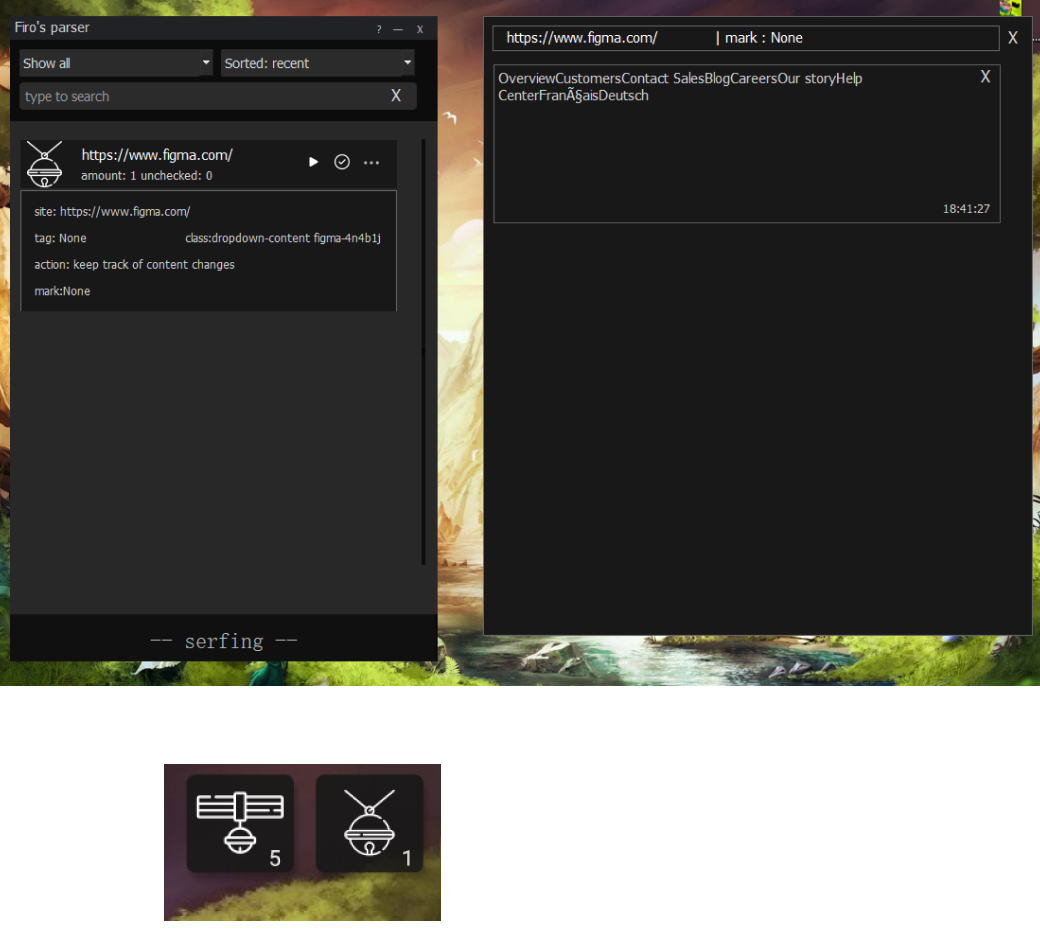 Firo's parser
? — X
Show all
Sorted: recent
type to search
X
https://www.figma.com/
amount: 1 unchecked: 0
site: https://www.figma.com/
tag: None
class:dropdown-content figma-4n4b1j
action: keep track of content changes
mark:None
-- serfing --
https://www.figma.com/ | mark : None
X
OverviewCustomersContact SalesBlogCareersOur storyHelp
CenterFranÃ§aisDeutsch
X
18:41:27
5
1